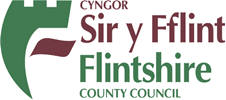 CYNGOR
Sir y Fflint
Flintshire
COUNTY COUNCIL